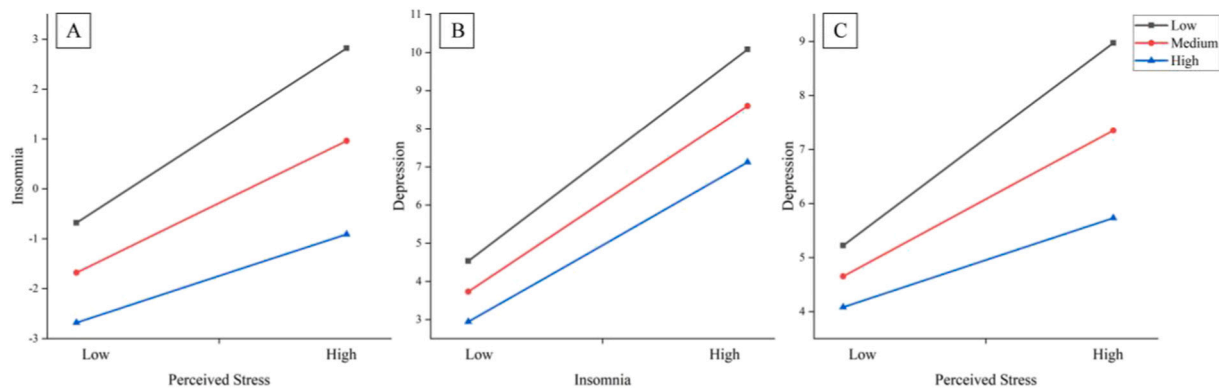 A
Insomnia
3
2
1
0
-1
-2
-3
Low
High
Perceived Stress
B
Depression
11
10
9
8
7
6
5
4
3
Low
High
Insomnia
C
Depression
9
8
7
6
5
4
Low
High
Perceived Stress
Low
Medium
High